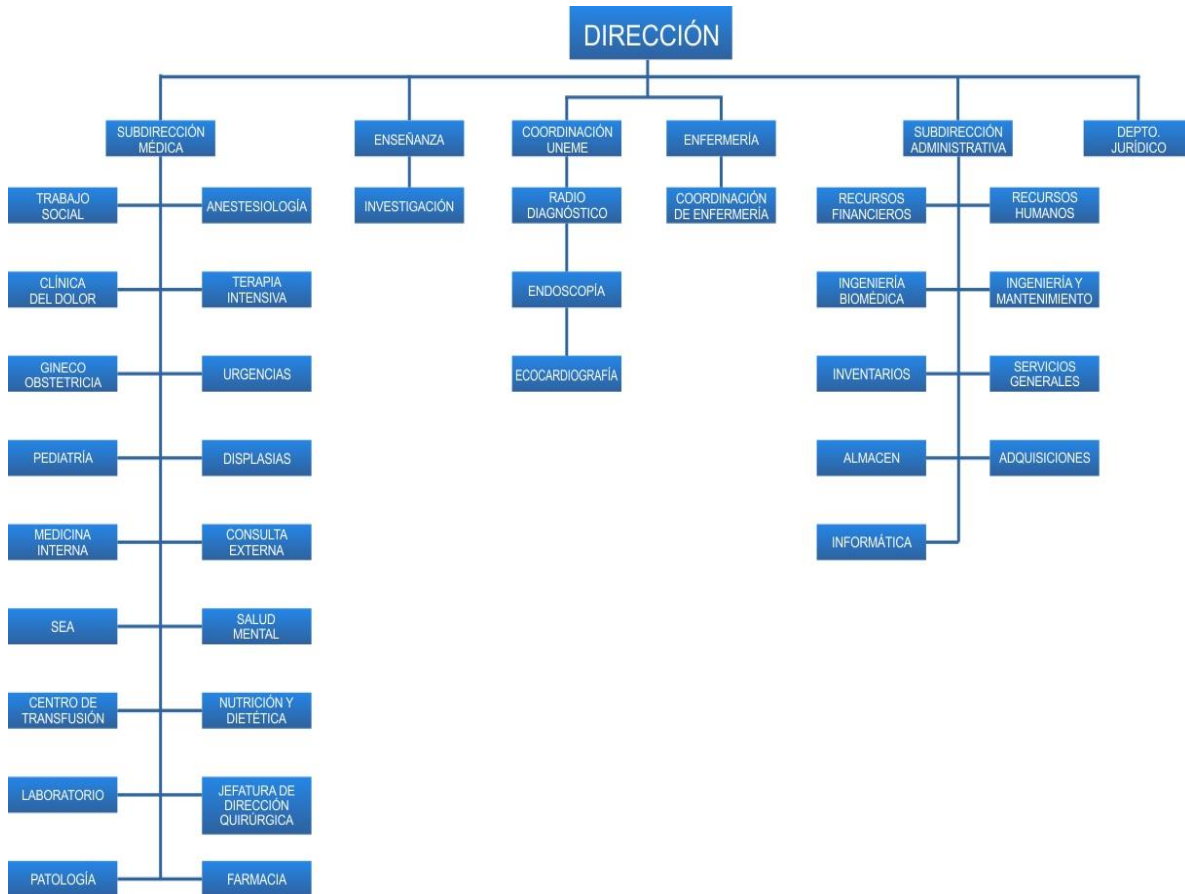 DIRECCIÓN
SUBDIRECCIÓN
MÉDICA
ENSEÑANZA
COORDINACIÓN
UNEME
ENFERMERÍA
SUBDIRECCIÓN
ADMINISTRATIVA
DEPTO.
JURÍDICO
TRABAJO
SOCIAL
ANESTESIOLOGÍA
INVESTIGACIÓN
RADIO
DIAGNÓSTICO
COORDINACIÓN
DE ENFERMERÍA
RECURSOS
FINANCIEROS
RECURSOS
HUMANOS
CLÍNICA
DEL DOLOR
TERAPIA
INTENSIVA
ENDOSCOPÍA
INGENIERÍA
BIOMÉDICA
INGENIERÍA Y
MANTENIMIENTO
GINECO
OBSTETRICIA
URGENCIAS
ECOCARDIOGRAFÍA
INVENTARIOS
SERVICIOS
GENERALES
PEDIATRÍA
DISPLASIAS
ALMACEN
ADQUISICIONES
MEDICINA
INTERNA
CONSULTA
EXTERNA
INFORMÁTICA
SEA
SALUD
MENTAL
CENTRO DE
TRANSFUSIÓN
NUTRICIÓN Y
DIETÉTICA
LABORATORIO
JEFATURA DE
DIRECCIÓN
QUIRÚRGICA
PATOLOGÍA
FARMACIA